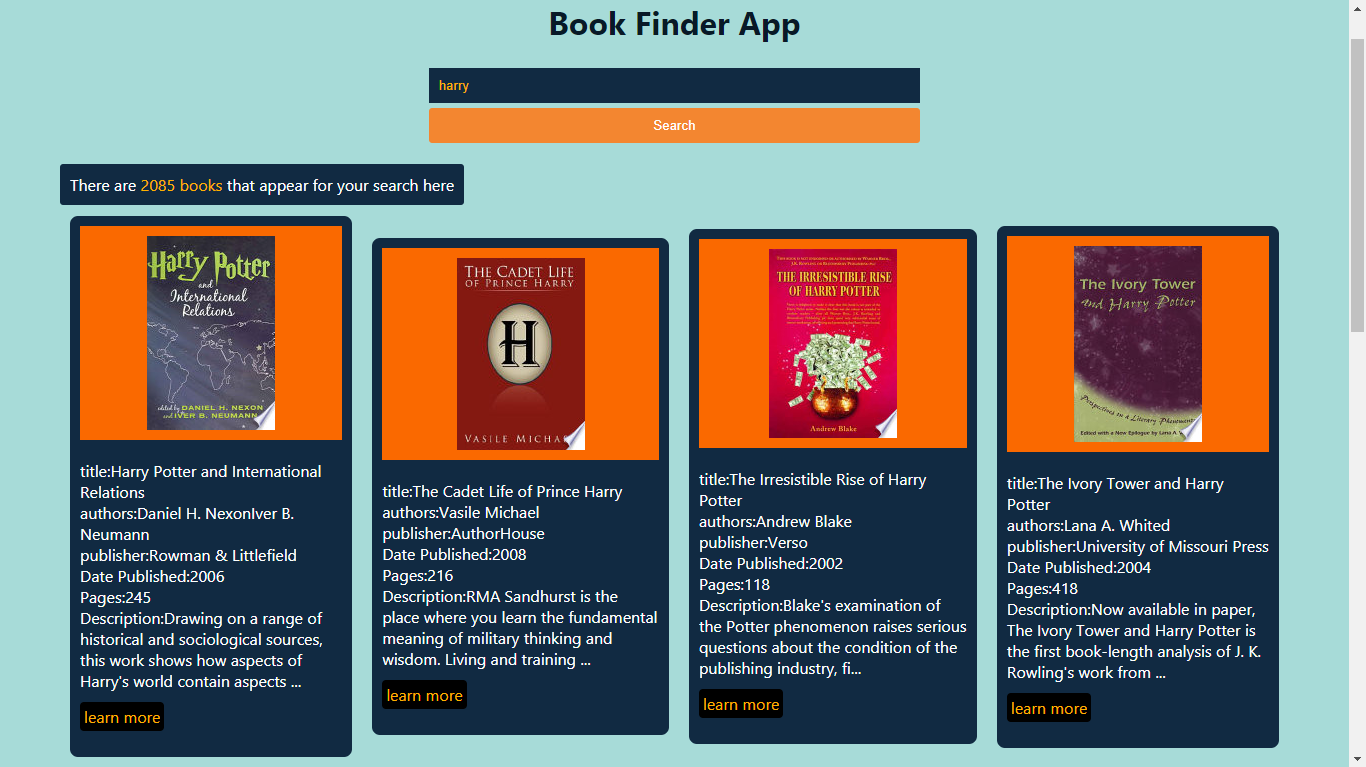 Book Finder App
harry
Search
There are 2085 books that appear for your search here
Harry Potter
and
International
Relations
edited by DANIEL H. NEXON
and IVER B. NEUMANN
title:Harry Potter and International
Relations
authors:Daniel H. NexonIver B.
Neumann
publisher:Rowman & Littlefield
Date Published:2006
Pages:245
Description:Drawing on a range of
historical and sociological sources,
this work shows how aspects of
Harry's world contain aspects ...
learn more
THE CADET LIFE
OF PRINCE HARRY
H
VASILE MICHA
title:The Cadet Life of Prince Harry
authors:Vasile Michael
publisher:AuthorHouse
Date Published:2008
Pages:216
Description:RMA Sandhurst is the
place where you learn the fundamental
meaning of military thinking and
wisdom. Living and training ...
learn more
THE IRRESISTIBLE RISE
OF HARRY POTTER
Andrew Blake
title:The Irresistible Rise of Harry
Potter
authors:Andrew Blake
publisher:Verso
Date Published:2002
Pages:118
Description:Blake's examination of
the Potter phenomenon raises serious
questions about the condition of the
publishing industry, fi...
learn more
The Ivory Tower
and Harry Potter
Perspectives on a Literary Phenomenon
Edited with a New Epilogue by Lana A.
title:The Ivory Tower and Harry
Potter
authors:Lana A. Whited
publisher:University of Missouri Press
Date Published:2004
Pages:418
Description:Now available in paper,
The Ivory Tower and Harry Potter is
the first book-length analysis of J. K.
Rowling's work from ...
learn more